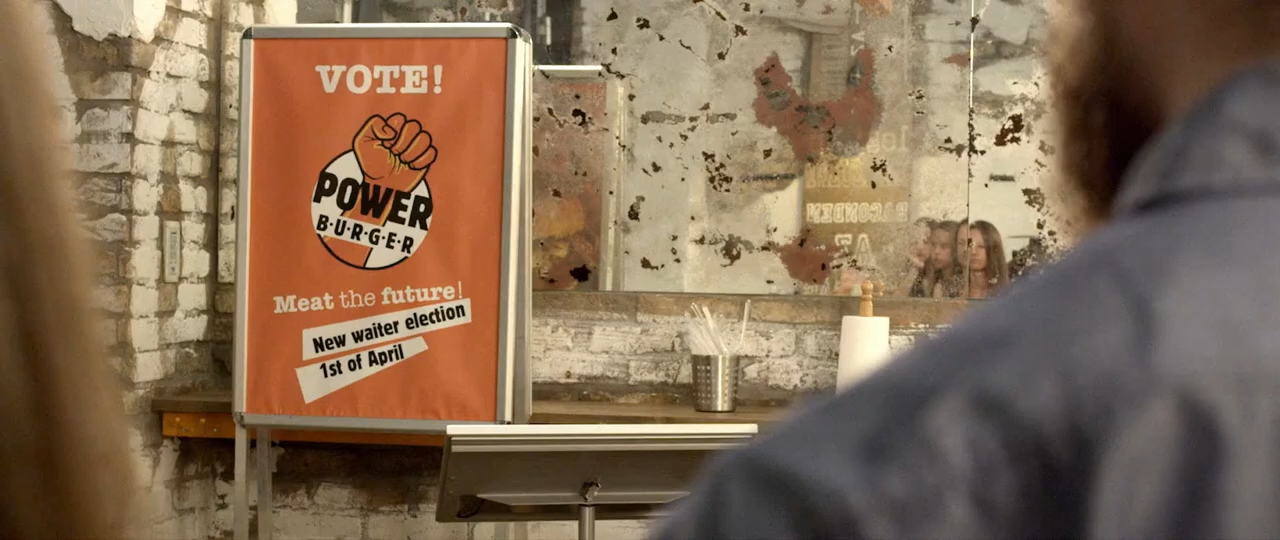 VOTE!
POWER
B·U·R·G·E·R
Meat the future!
New waiter election
1st of April